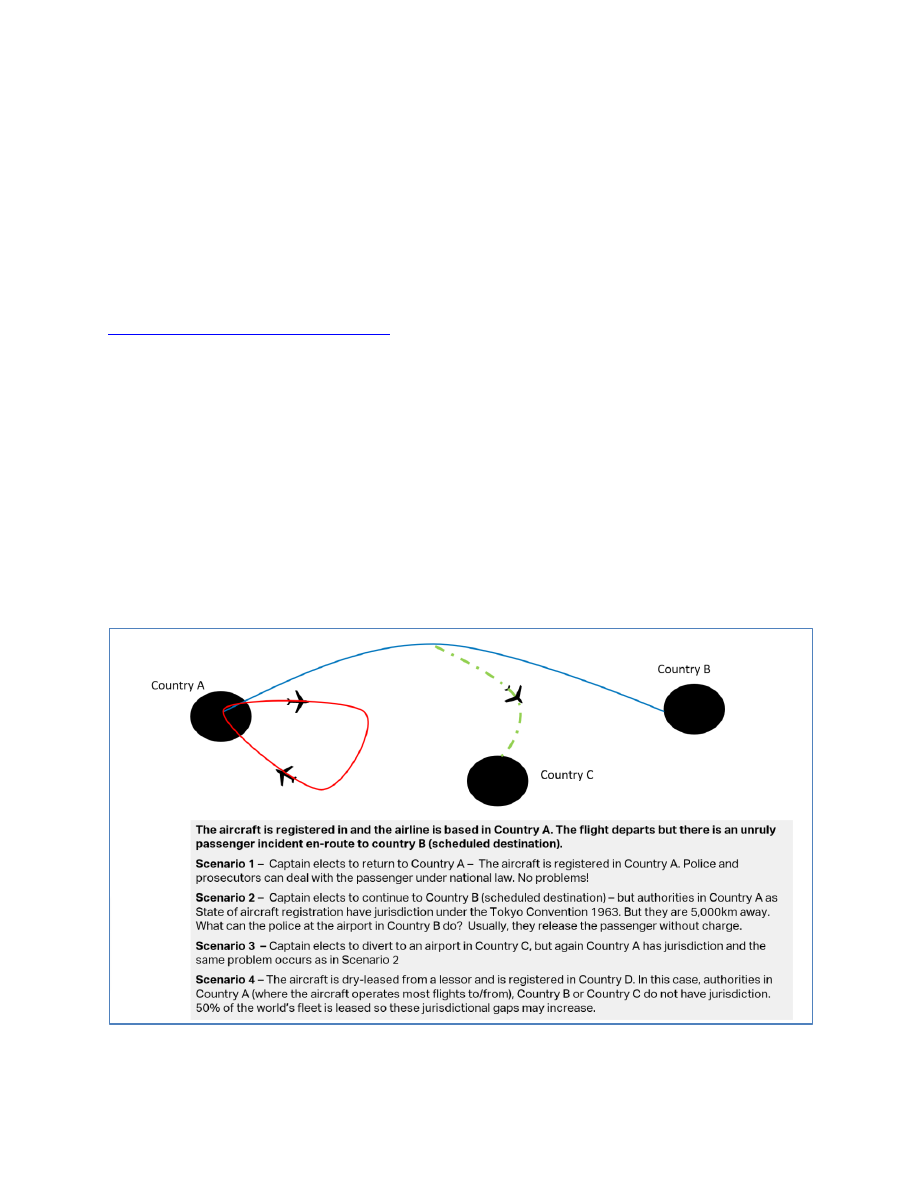 Country B
Country A
Country C
The aircraft is registered in and the airline is based in Country A. The flight departs but there is an unruly
passenger incident en-route to country B (scheduled destination).
Scenario 1 – Captain elects to return to Country A – The aircraft is registered in Country A. Police and
prosecutors can deal with the passenger under national law. No problems!
Scenario 2 – Captain elects to continue to Country B (scheduled destination) – but authorities in Country A as
State of aircraft registration have jurisdiction under the Tokyo Convention 1963. But they are 5,000km away.
What can the police at the airport in Country B do? Usually, they release the passenger without charge.
Scenario 3 – Captain elects to divert to an airport in Country C, but again Country A has jurisdiction and the
same problem occurs as in Scenario 2
Scenario 4 – The aircraft is dry-leased from a lessor and is registered in Country D. In this case, authorities in
Country A (where the aircraft operates most flights to/from), Country B or Country C do not have jurisdiction.
50% of the world's fleet is leased so these jurisdictional gaps may increase.